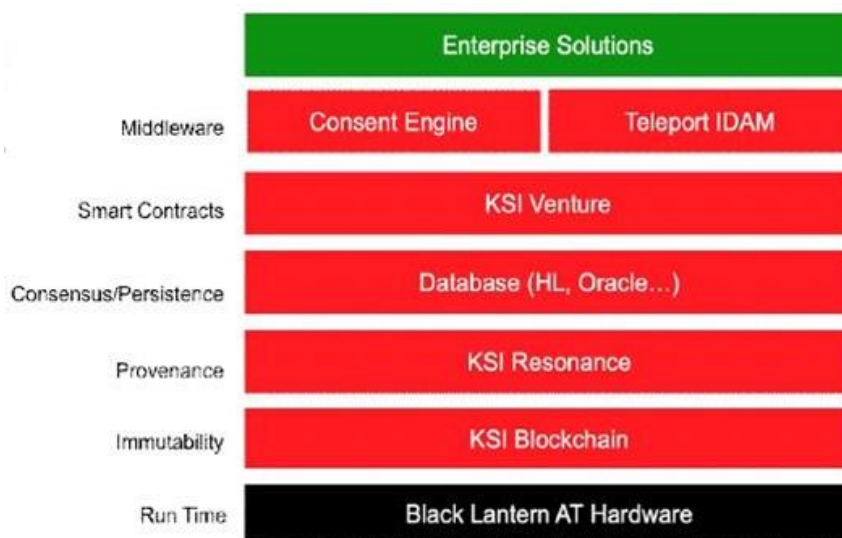 Enterprise Solutions
Middleware Consent Engine Teleport IDAM
Smart Contracts KSI Venture
Consensus/Persistence Database (HL, Oracle...)
Provenance KSI Resonance
Immutability KSI Blockchain
Run Time Black Lantern AT Hardware